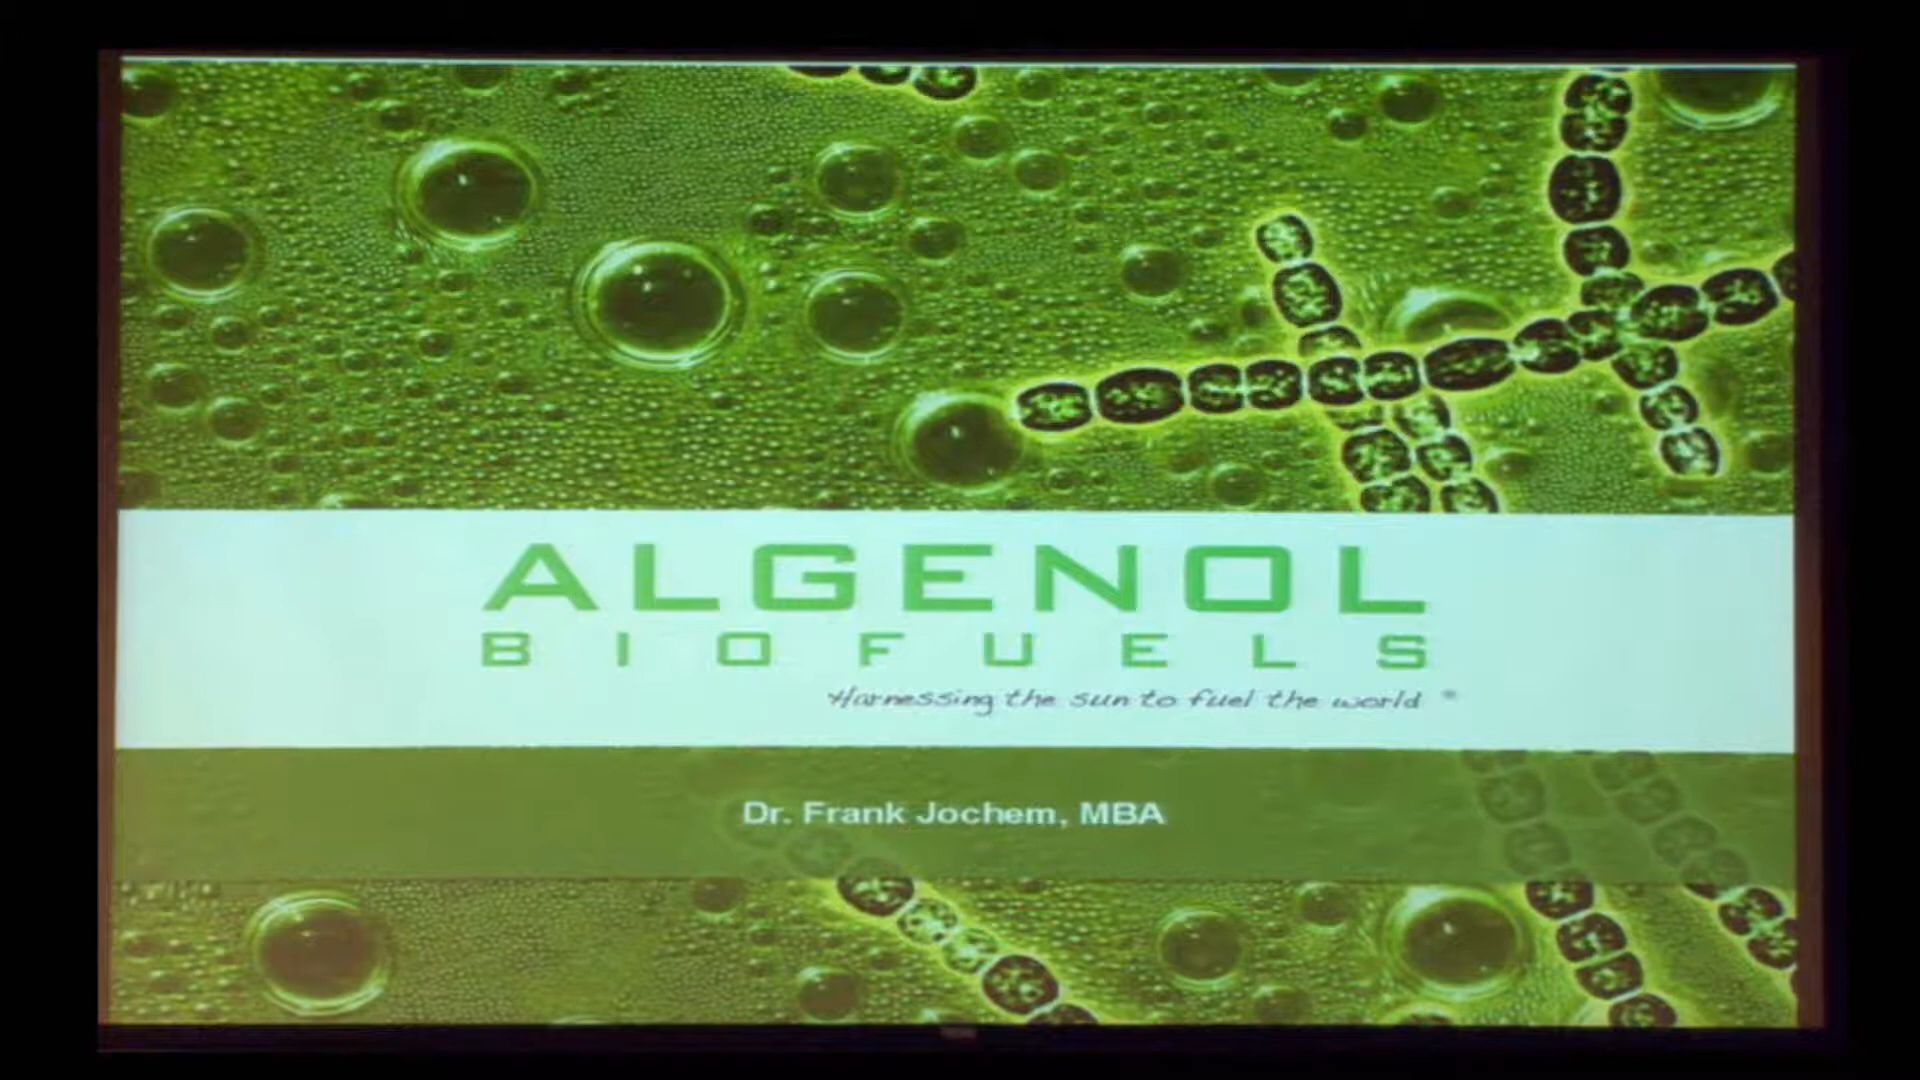 ALGENOL
BIOFUELS
Harnessing the sun to fuel the world
Dr. Frank Jochem, MBA